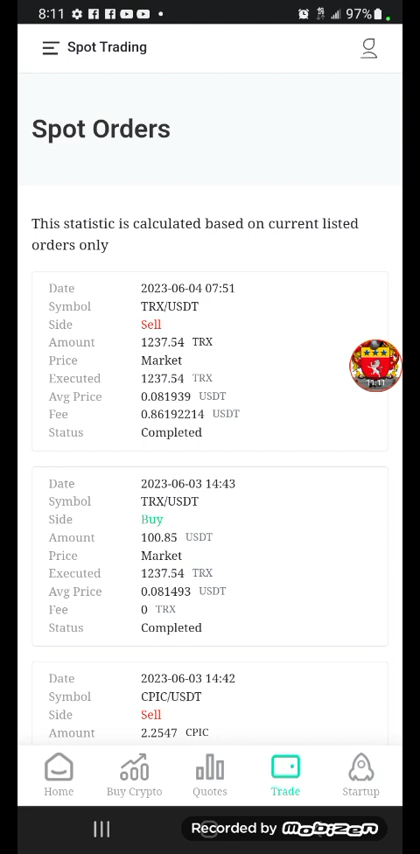 8:11 97%
Spot Trading
Spot Orders
This statistic is calculated based on current listed
orders only
Date 2023-06-04 07:51
Symbol TRX/USDT
Side Sell
Amount 1237.54 TRX
Price Market
Executed 1237.54 TRX
Avg Price 0.081939 USDT
Fee 0.86192214 USDT
Status Completed
11:11
Date 2023-06-03 14:43
Symbol TRX/USDT
Side Buy
Amount 100.85 USDT
Price Market
Executed 1237.54 TRX
Avg Price 0.081493 USDT
Fee 0 TRX
Status Completed
Date 2023-06-03 14:42
Symbol CPIC/USDT
Side Sell
Amount 2.2547 CPIC
Home Buy Crypto Quotes Trade Startup
Recorded by Mobizen